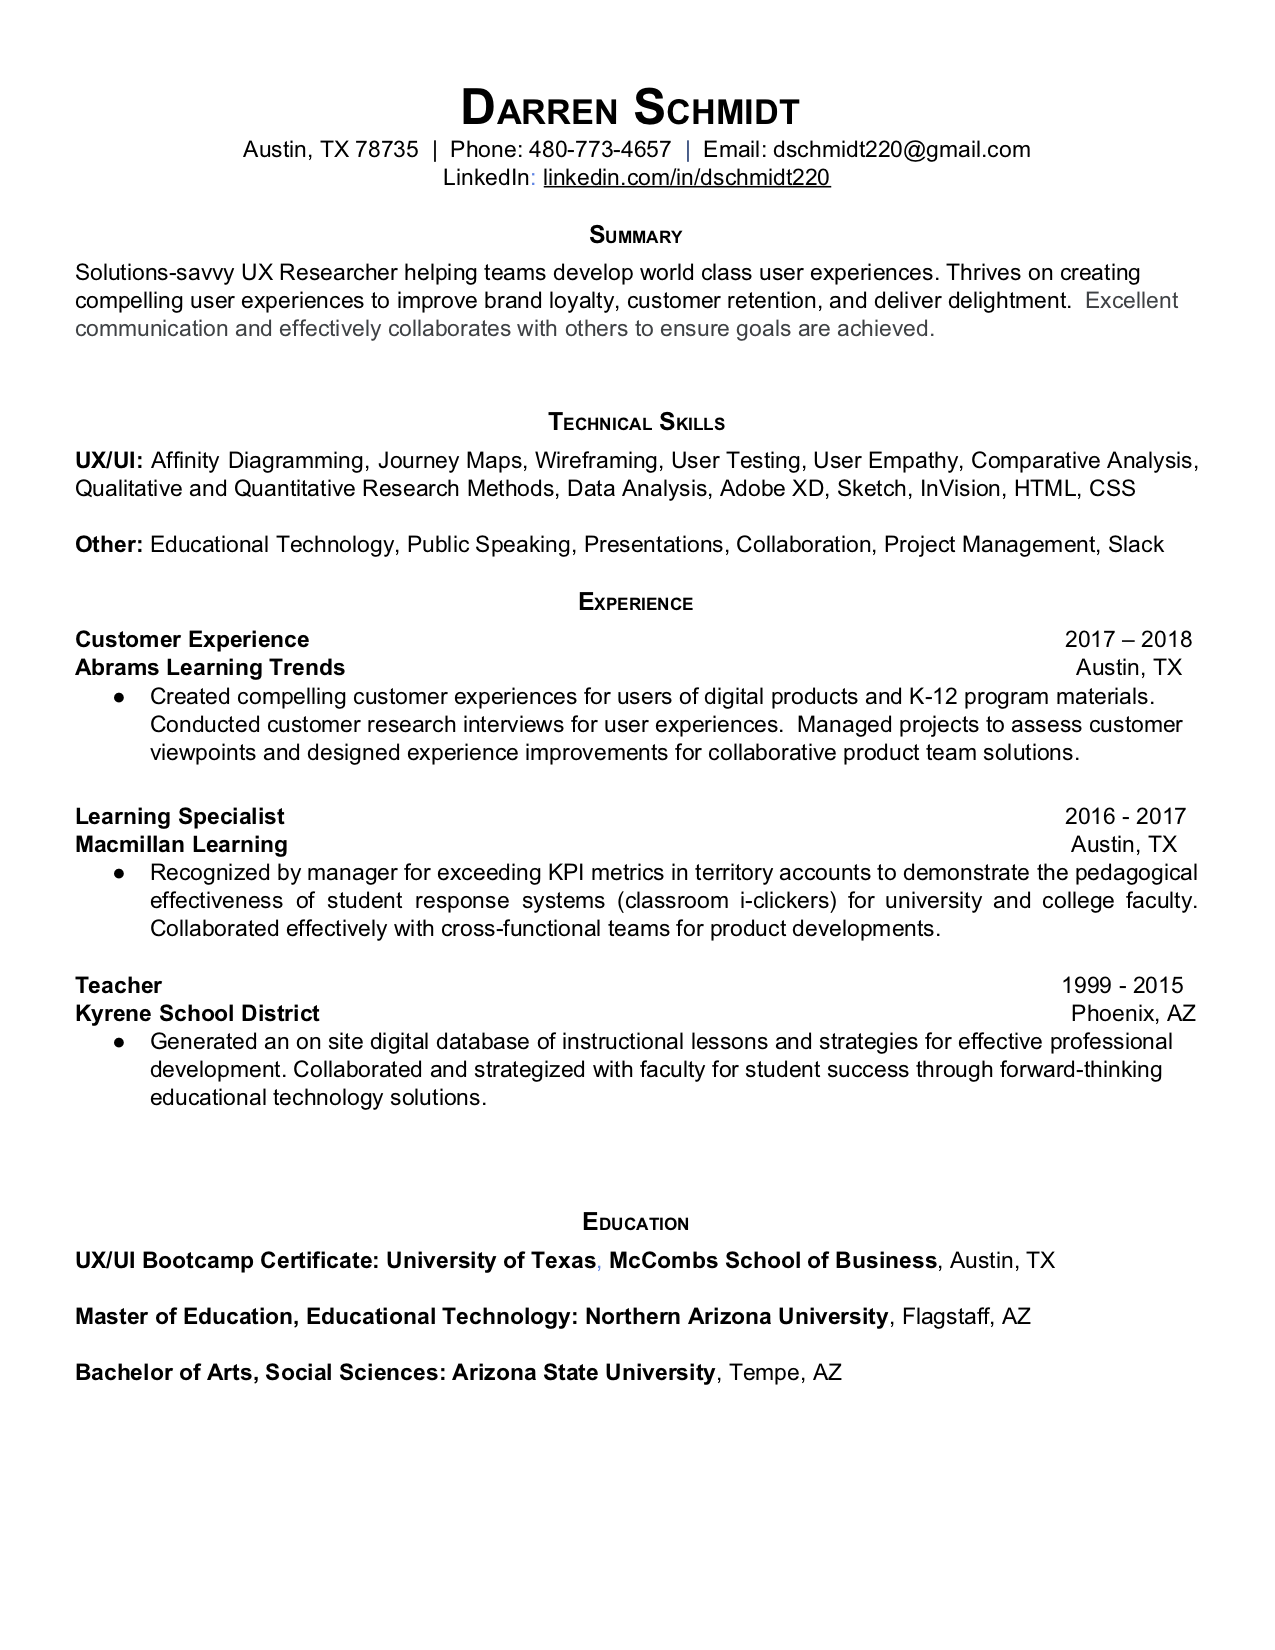 DARREN SCHMIDT
Austin, TX 78735 | Phone: 480-773-4657 | Email: dschmidt220@gmail.com
LinkedIn: linkedin.com/in/dschmidt220
SUMMARY
Solutions-savvy UX Researcher helping teams develop world class user experiences. Thrives on creating
compelling user experiences to improve brand loyalty, customer retention, and deliver delightment.  Excellent
communication and effectively collaborates with others to ensure goals are achieved.
TECHNICAL SKILLS
UX/UI: Affinity Diagramming, Journey Maps, Wireframing, User Testing, User Empathy, Comparative Analysis,
Qualitative and Quantitative Research Methods, Data Analysis, Adobe XD, Sketch, InVision, HTML, CSS
Other: Educational Technology, Public Speaking, Presentations, Collaboration, Project Management, Slack
EXPERIENCE
Customer Experience 2017 – 2018
Abrams Learning Trends Austin, TX
● Created compelling customer experiences for users of digital products and K-12 program materials.
Conducted customer research interviews for user experiences.  Managed projects to assess customer
viewpoints and designed experience improvements for collaborative product team solutions.
Learning Specialist 2016 - 2017
Macmillan Learning Austin, TX
● Recognized by manager for exceeding KPI metrics in territory accounts to demonstrate the pedagogical
effectiveness of student response systems (classroom i-clickers) for university and college faculty.
Collaborated effectively with cross-functional teams for product developments.
Teacher 1999 - 2015
Kyrene School District Phoenix, AZ
● Generated an on site digital database of instructional lessons and strategies for effective professional
development. Collaborated and strategized with faculty for student success through forward-thinking
educational technology solutions.
EDUCATION
UX/UI Bootcamp Certificate: University of Texas, McCombs School of Business, Austin, TX
Master of Education, Educational Technology: Northern Arizona University, Flagstaff, AZ
Bachelor of Arts, Social Sciences: Arizona State University, Tempe, AZ